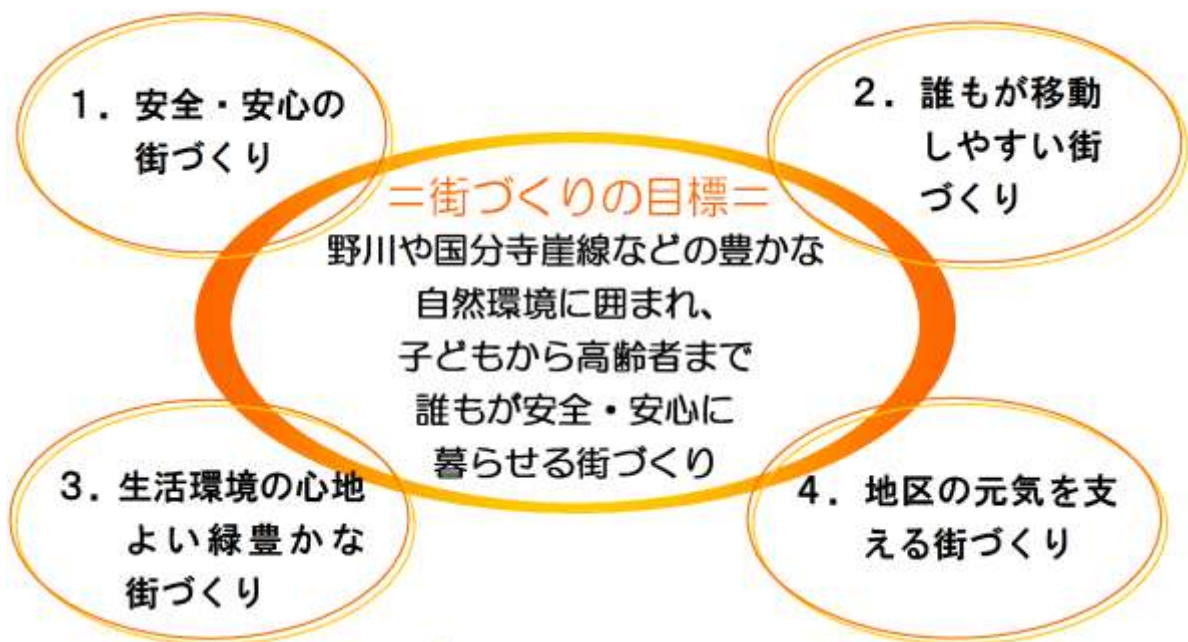 1．安全・安心の
街づくり
2．誰もが移動
しやすい街
づくり
＝街づくりの目標＝
野川や国分寺崖線などの豊かな
自然環境に囲まれ、
子どもから高齢者まで
誰もが安全・安心に
暮らせる街づくり
3．生活環境の心地
よい緑豊かな
街づくり
4．地区の元気を支
える街づくり